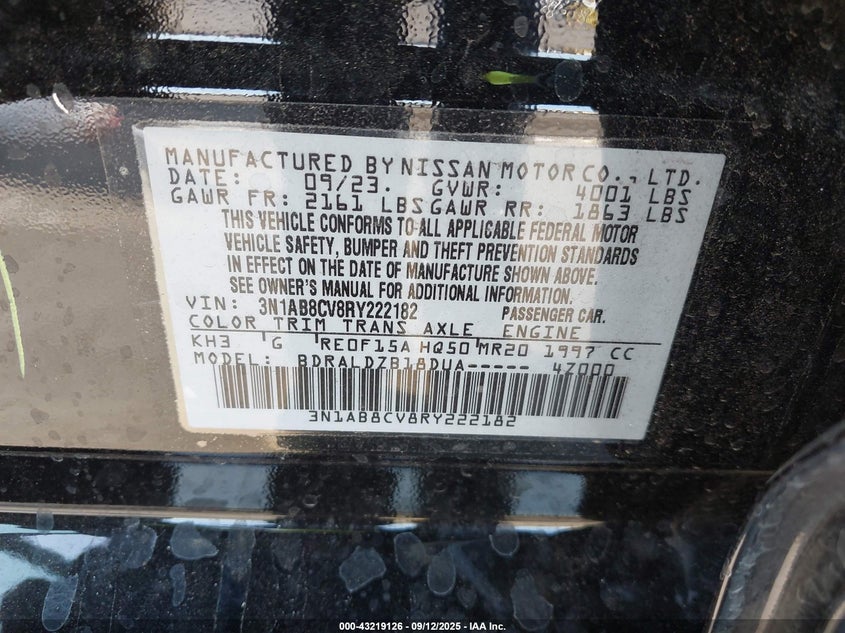 MANUFACTURED BY NISSAN MOTOR CO., LTD.
DATE: 09/23. GVWR: 4001 LBS
GAWR FR: 2161 LBS GAWR RR: 1863 LBS
THIS VEHICLE CONFORMS TO ALL APPLICABLE FEDERAL MOTOR
VEHICLE SAFETY, BUMPER AND THEFT PREVENTION STANDARDS
IN EFFECT ON THE DATE OF MANUFACTURE SHOWN ABOVE.
SEE OWNER'S MANUAL FOR ADDITIONAL INFORMATION.
VIN: 3N1AB8CV8RY222182 PASSENGER CAR.
COLOR TRIM TRANS AXLE ENGINE
KH3 G RE0F15A HQ50 MR20 1997 CC
MODEL: BDRALDZB18DUA----- 4Z000
3N1AB8CV8RY222182
000-43219126 - 09/12/2025 - IAA Inc.